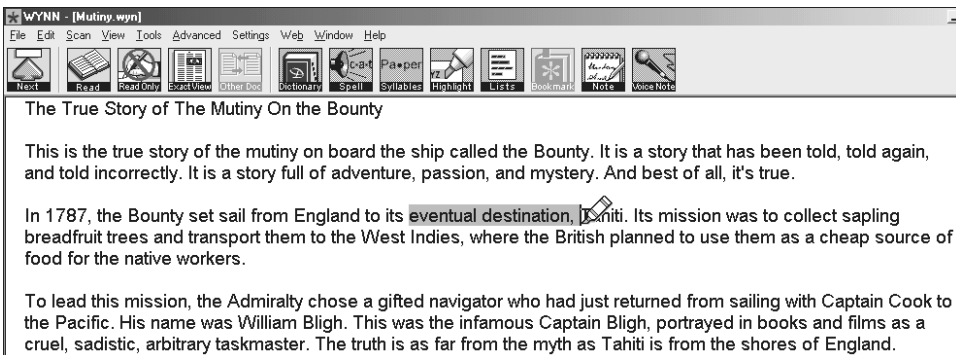 WYNN - [Mutiny.wyn]
File Edit Scan View Tools Advanced Settings Web Window Help
c-a-t Pa•per YZ
Next Read Read Only Exact View Other Doc Dictionary Spell Syllables Highlight Lists Bookmark Note Voice Note
The True Story of The Mutiny On the Bounty
This is the true story of the mutiny on board the ship called the Bounty. It is a story that has been told, told again,
and told incorrectly. It is a story full of adventure, passion, and mystery. And best of all, it's true.
In 1787, the Bounty set sail from England to its eventual destination, Tahiti. Its mission was to collect sapling
breadfruit trees and transport them to the West Indies, where the British planned to use them as a cheap source of
food for the native workers.
To lead this mission, the Admiralty chose a gifted navigator who had just returned from sailing with Captain Cook to
the Pacific. His name was William Bligh. This was the infamous Captain Bligh, portrayed in books and films as a
cruel, sadistic, arbitrary taskmaster. The truth is as far from the myth as Tahiti is from the shores of England.